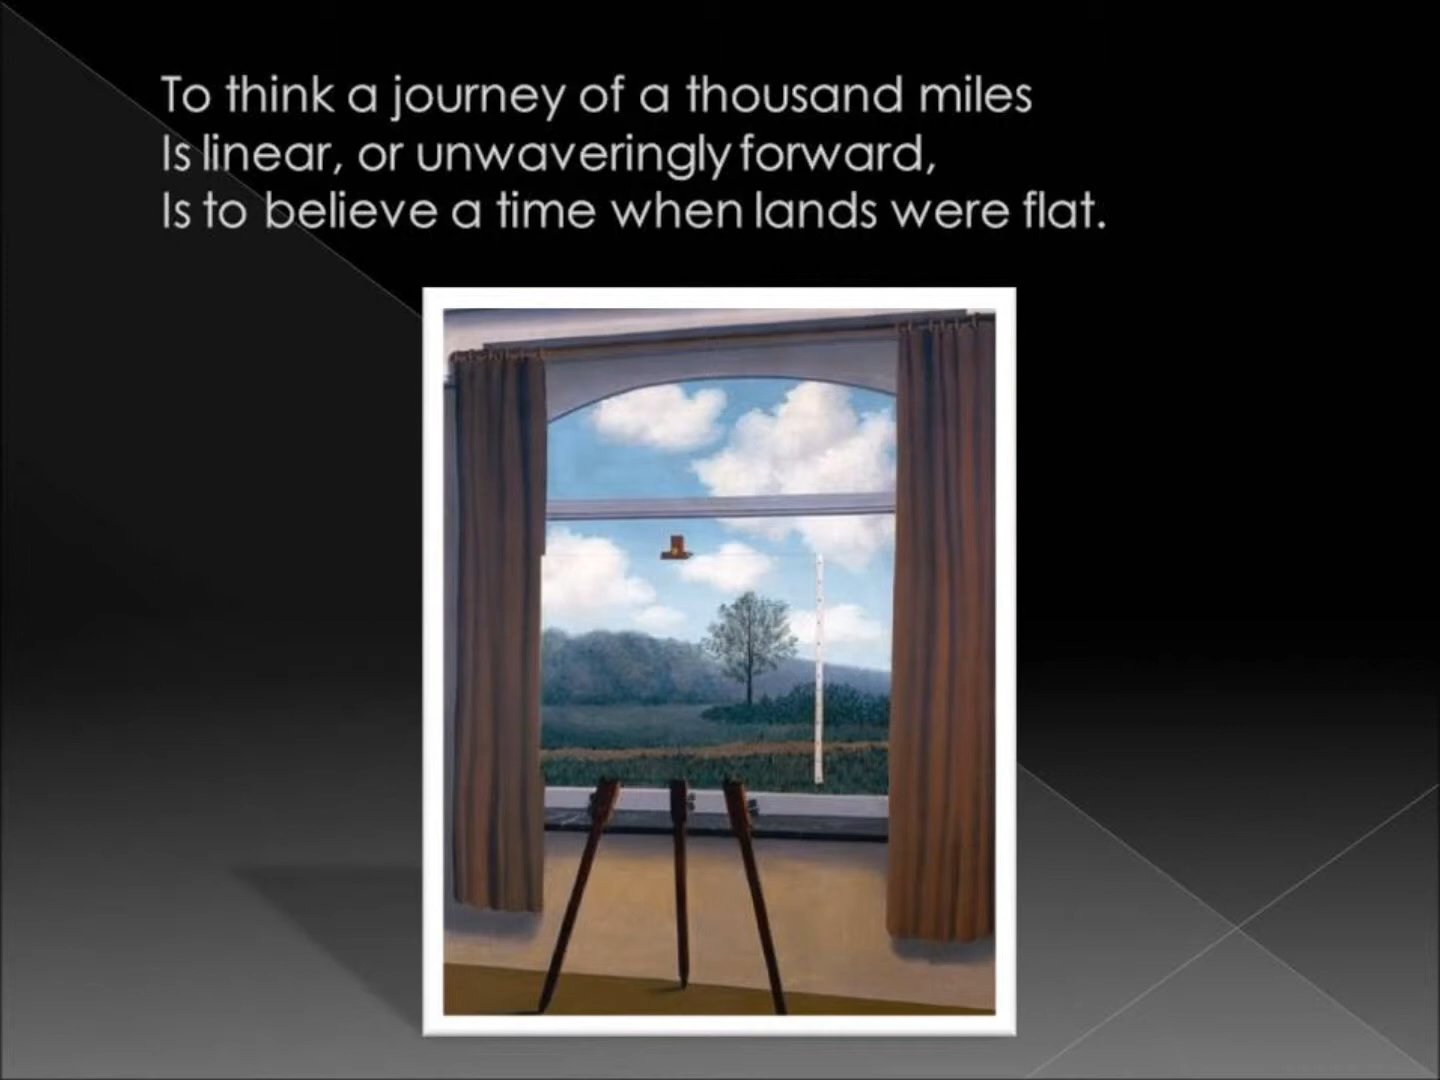 To think a journey of a thousand miles
Is linear, or unwaveringly forward,
Is to believe a time when lands were flat.